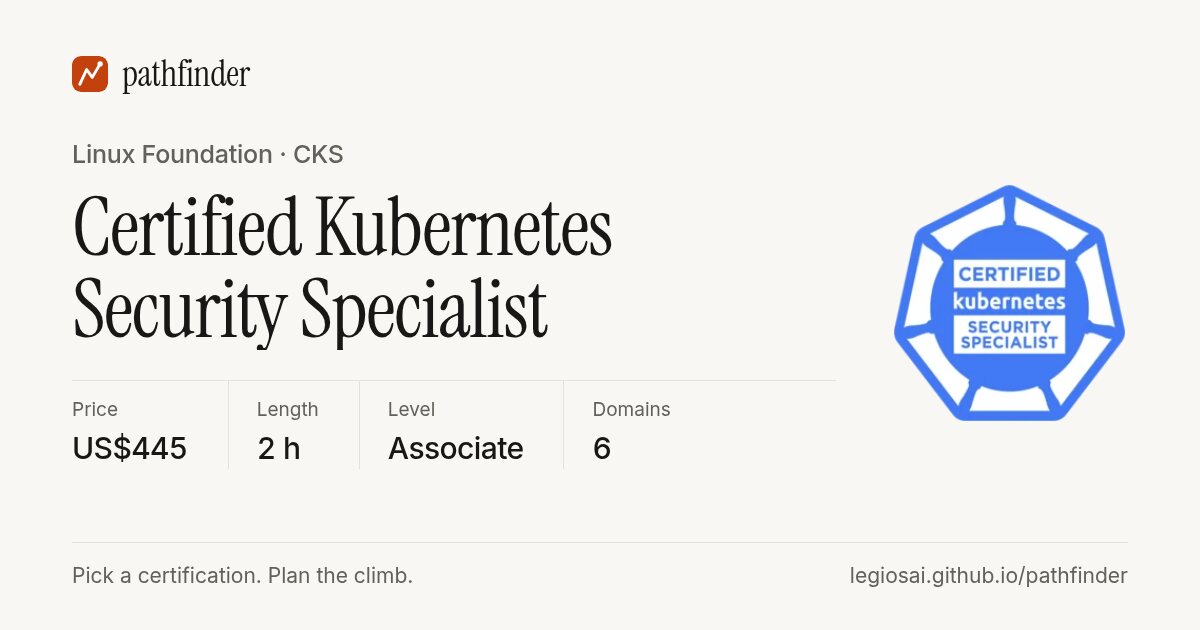 pathfinder
Linux Foundation · CKS
Certified Kubernetes
Security Specialist
CERTIFIED
kubernetes
SECURITY
SPECIALIST
Price
US$445
Length
2 h
Level
Associate
Domains
6
Pick a certification. Plan the climb.
legiosai.github.io/pathfinder